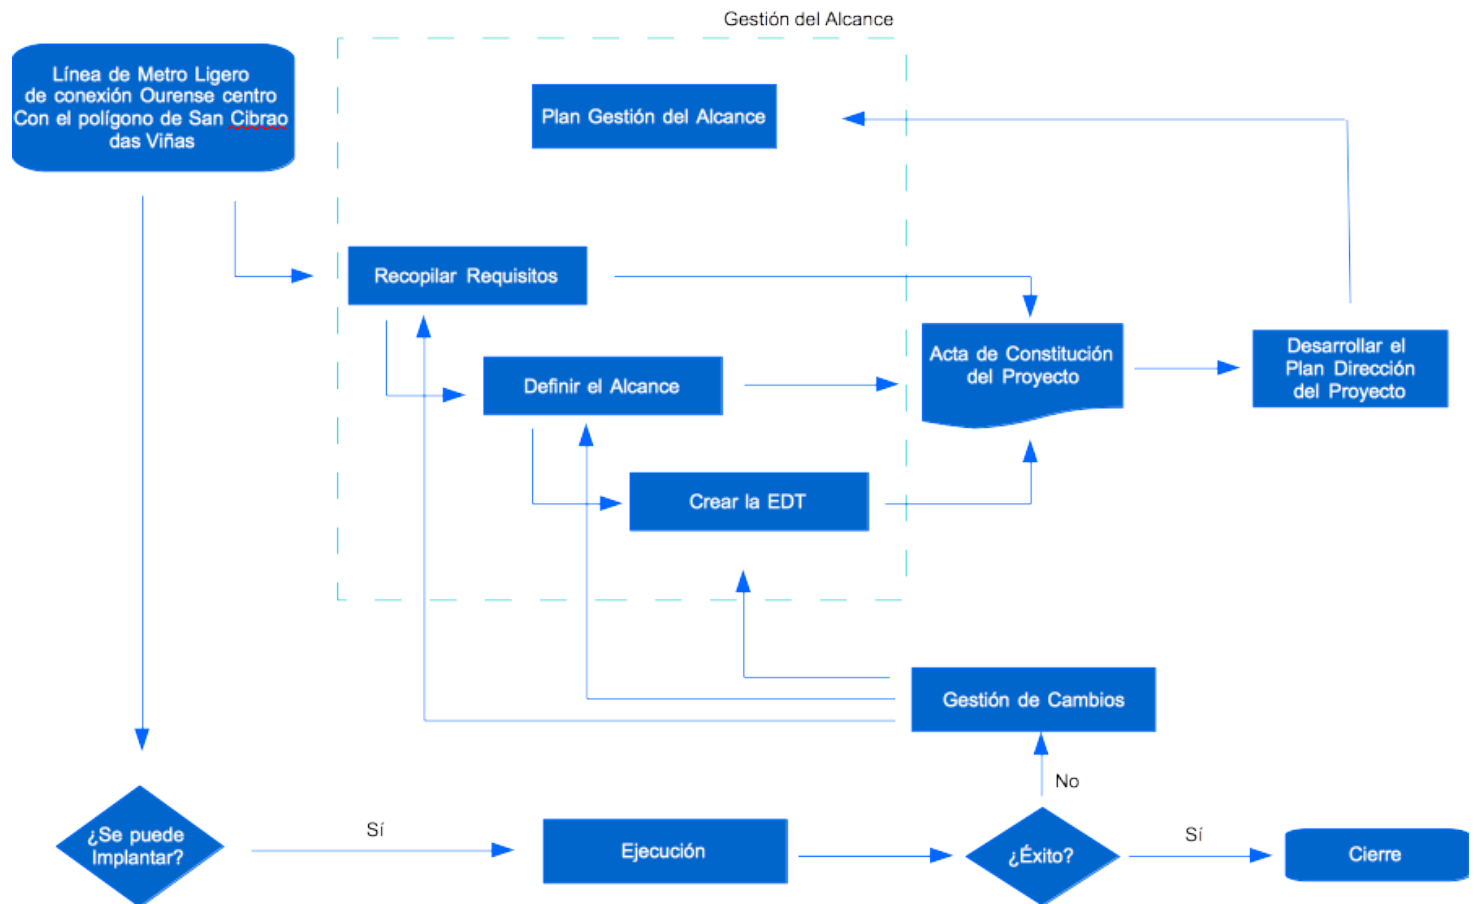 Gestión del Alcance
Línea de Metro Ligero
de conexión Ourense centro
Con el polígono de San Cibrao
das Viñas
Plan Gestión del Alcance
Recopilar Requisitos
Definir el Alcance
Crear la EDT
Acta de Constitución
del Proyecto
Desarrollar el
Plan Dirección
del Proyecto
Gestión de Cambios
No
¿Se puede
Implantar?
Sí
Ejecución
¿Éxito?
Sí
Cierre